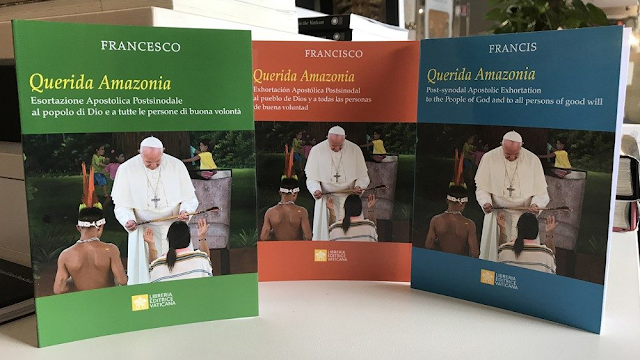 FRANCESCO
Querida Amazonia
Esortazione Apostolica Postsinodale
al popolo di Dio e a tutte le persone di buona volontà
LIBRERIA
EDITRICE
VATICANA
FRANCISCO
Querida Amazonia
Exhortación Apostólica Postsinodal
al pueblo de Dios y a todas las personas
de buena voluntad
LIBRERIA
EDITRICE
VATICANA
FRANCIS
Querida Amazonia
Post-synodal Apostolic Exhortation
to the People of God and to all persons of good will
LIBRERIA
EDITRICE
VATICANA